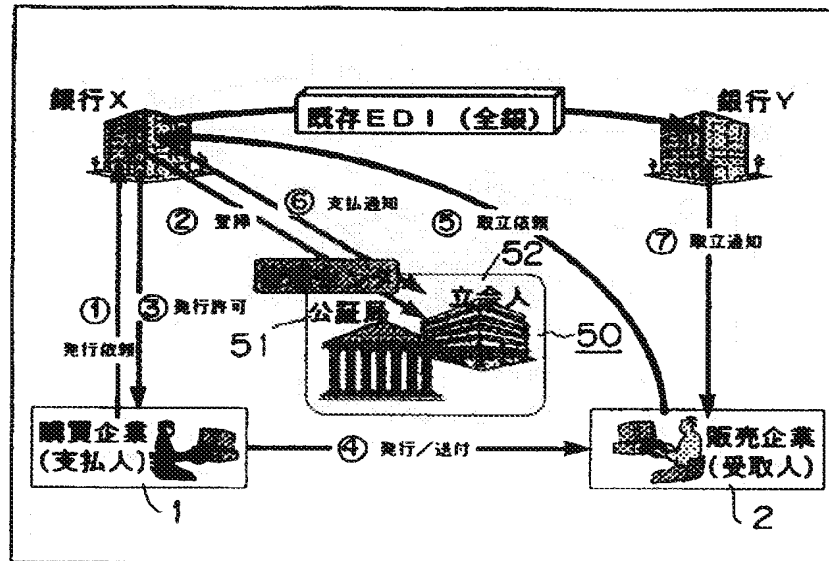 銀行X
既存EDI（全銀）
銀行Y
⑥ 支払通知
② 登録
⑤ 取立依頼
⑦ 取立通知
52
① 発行依頼
③ 発行許可
立会人
公証局
51
50
購買企業
（支払人）
④ 発行／送付
販売企業
（受取人）
1
2